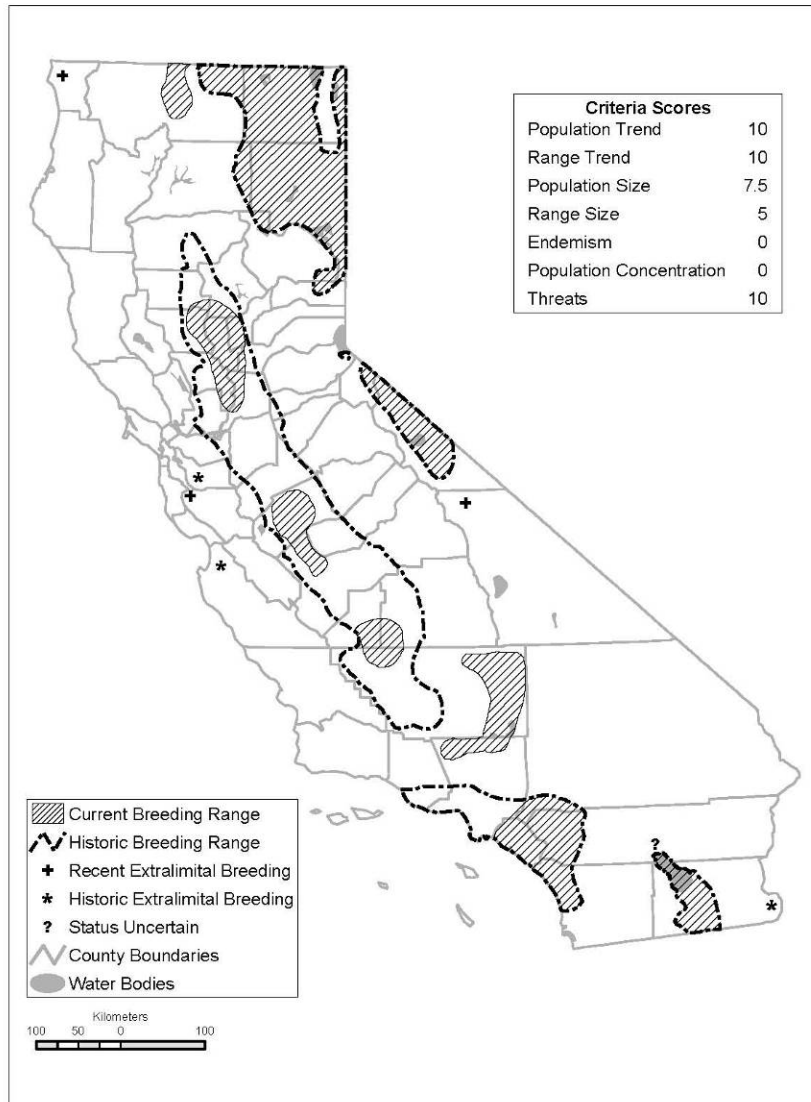 Criteria Scores
Population Trend 10
Range Trend 10
Population Size 7.5
Range Size 5
Endemism 0
Population Concentration 0
Threats 10
?
Current Breeding Range
Historic Breeding Range
+ Recent Extralimital Breeding
* Historic Extralimital Breeding
? Status Uncertain
County Boundaries
Water Bodies
Kilometers
100 50 0 100